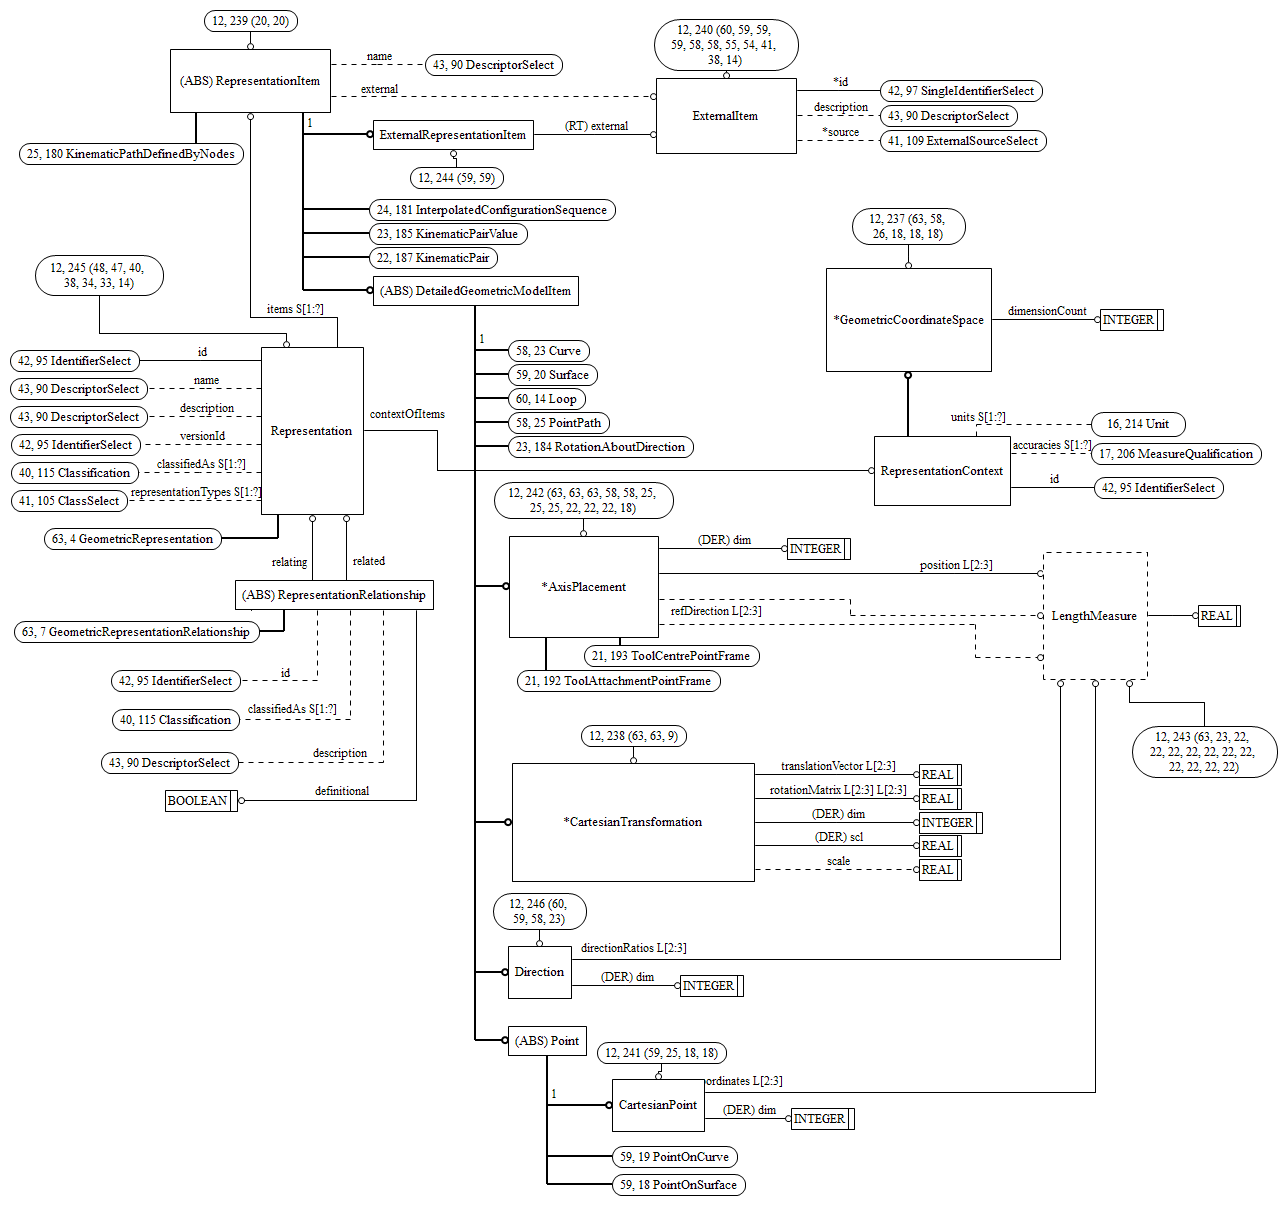 12, 239 (20, 20)
(ABS) RepresentationItem
name
43, 90 DescriptorSelect
external
12, 240 (60, 59, 59,
59, 58, 58, 55, 54, 41,
38, 14)
ExternalItem
*id
42, 97 SingleIdentifierSelect
description
43, 90 DescriptorSelect
*source
41, 109 ExternalSourceSelect
1
ExternalRepresentationItem
(RT) external
25, 180 KinematicPathDefinedByNodes
12, 244 (59, 59)
24, 181 InterpolatedConfigurationSequence
23, 185 KinematicPairValue
22, 187 KinematicPair
(ABS) DetailedGeometricModelItem
12, 237 (63, 58,
26, 18, 18, 18)
*GeometricCoordinateSpace
dimensionCount
INTEGER
12, 245 (48, 47, 40,
38, 34, 33, 14)
items S[1:?]
1
58, 23 Curve
59, 20 Surface
60, 14 Loop
58, 25 PointPath
23, 184 RotationAboutDirection
42, 95 IdentifierSelect
id
43, 90 DescriptorSelect
name
43, 90 DescriptorSelect
description
42, 95 IdentifierSelect
versionId
40, 115 Classification
classifiedAs S[1:?]
41, 105 ClassSelect
representationTypes S[1:?]
Representation
contextOfItems
units S[1:?]
16, 214 Unit
accuracies S[1:?]
17, 206 MeasureQualification
RepresentationContext
id
42, 95 IdentifierSelect
63, 4 GeometricRepresentation
relating
related
(ABS) RepresentationRelationship
63, 7 GeometricRepresentationRelationship
42, 95 IdentifierSelect
id
40, 115 Classification
classifiedAs S[1:?]
43, 90 DescriptorSelect
description
BOOLEAN
definitional
12, 242 (63, 63, 63, 58, 58, 25,
25, 25, 22, 22, 22, 18)
*AxisPlacement
(DER) dim
INTEGER
position L[2:3]
refDirection L[2:3]
LengthMeasure
REAL
21, 193 ToolCentrePointFrame
21, 192 ToolAttachmentPointFrame
12, 243 (63, 23, 22,
22, 22, 22, 22, 22, 22,
22, 22, 22, 22)
12, 238 (63, 63, 9)
*CartesianTransformation
translationVector L[2:3]
REAL
rotationMatrix L[2:3] L[2:3]
REAL
(DER) dim
INTEGER
(DER) scl
REAL
scale
REAL
12, 246 (60,
59, 58, 23)
Direction
directionRatios L[2:3]
(DER) dim
INTEGER
(ABS) Point
12, 241 (59, 25, 18, 18)
1
CartesianPoint
ordinates L[2:3]
(DER) dim
INTEGER
59, 19 PointOnCurve
59, 18 PointOnSurface